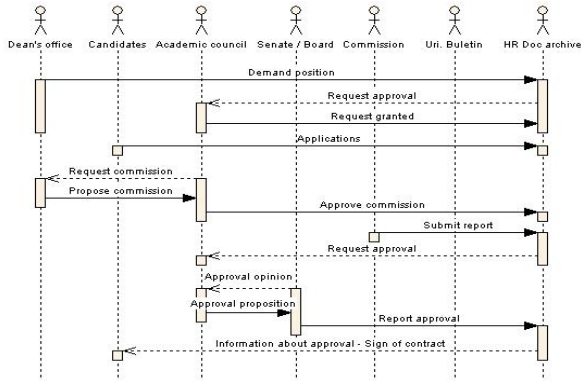 Dean's office Candidates Academic council Senate / Board Commission Uri. Buletin HR Doc archive
Demand position
Request approval
Request granted
Applications
Request commission
Propose commission
Approve commission
Submit report
Request approval
Approval opinion
Approval proposition
Report approval
Information about approval - Sign of contract